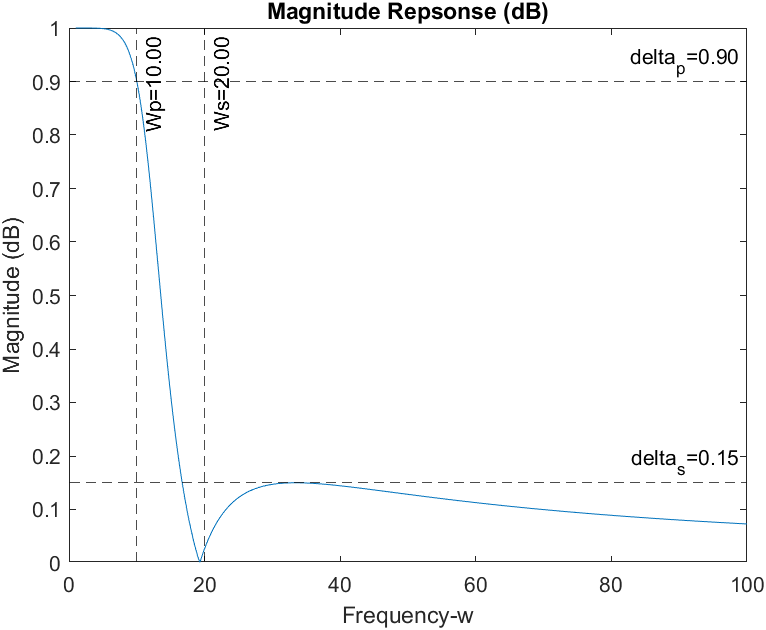 Magnitude Repsonse (dB)
1
0.9
0.8
0.7
0.6
0.5
0.4
0.3
0.2
0.1
0
Magnitude (dB)
Wp=10.00
Ws=20.00
delta_p=0.90
delta_s=0.15
0 20 40 60 80 100
Frequency-w